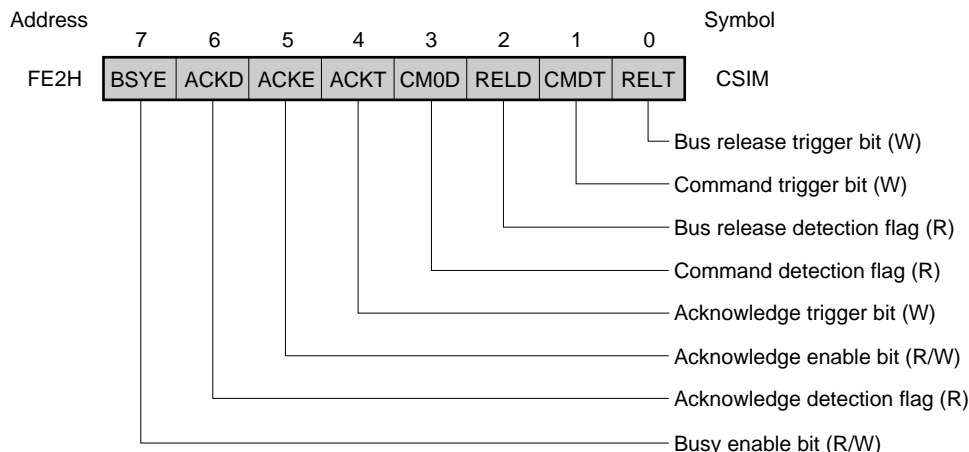 Address Symbol
7 6 5 4 3 2 1 0
FE2H BSYE ACKD ACKE ACKT CM0D RELD CMDT RELT CSIM
Bus release trigger bit (W)
Command trigger bit (W)
Bus release detection flag (R)
Command detection flag (R)
Acknowledge trigger bit (W)
Acknowledge enable bit (R/W)
Acknowledge detection flag (R)
Busy enable bit (R/W)